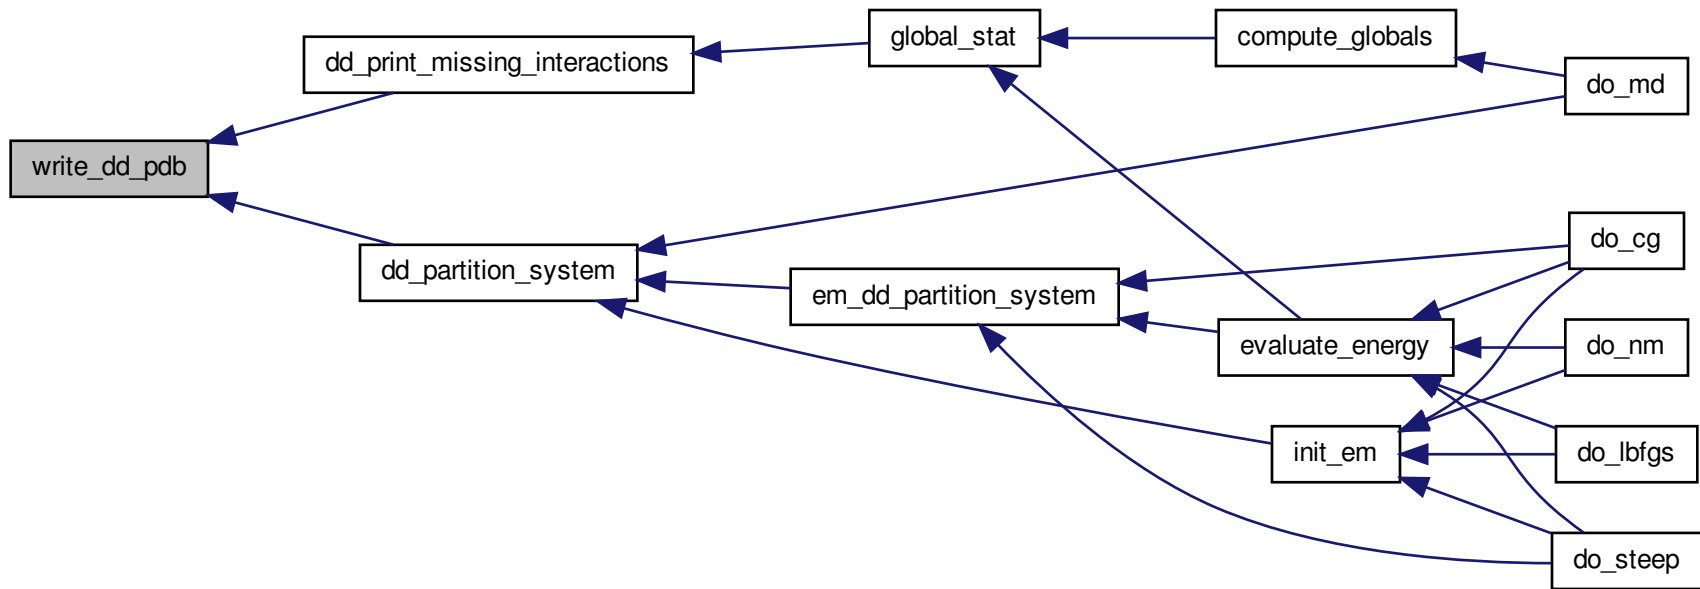 write_dd_pdb
dd_print_missing_interactions
dd_partition_system
global_stat
em_dd_partition_system
compute_globals
evaluate_energy
init_em
do_md
do_cg
do_nm
do_lbfgs
do_steep